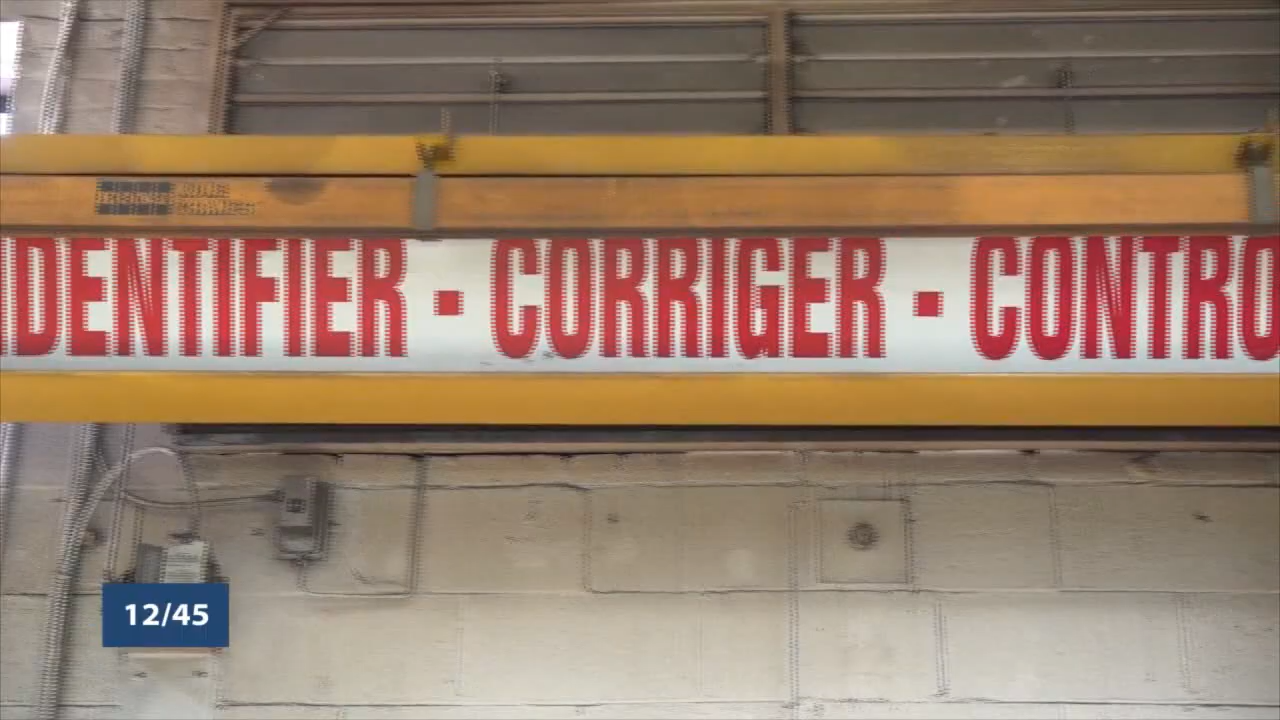 IDENTIFIER ▪ CORRIGER ▪ CONTRO
12/45